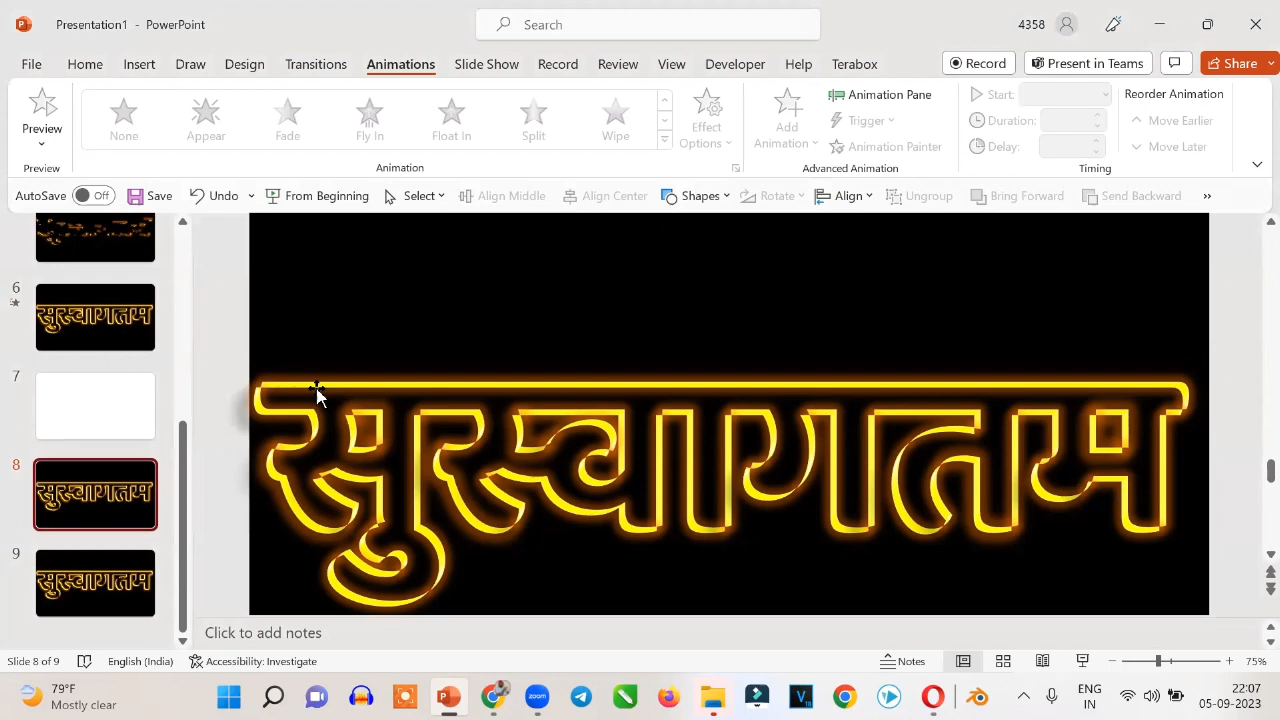 Presentation1 - PowerPoint
Search
4358
File Home Insert Draw Design Transitions Animations Slide Show Record Review View Developer Help Terabox
Record
Present in Teams
Share
Preview
None Appear Fade Fly In Float In Split Wipe
Effect Options
Add Animation
Animation Pane
Trigger
Animation Painter
Start:
Duration:
Delay:
Reorder Animation
Move Earlier
Move Later
Preview Animation Advanced Animation Timing
AutoSave Off Save Undo From Beginning Select Align Middle Align Center Shapes Rotate Align Ungroup Bring Forward Send Backward
6
सुस्वागतम
7
8
सुस्वागतम
9
सुस्वागतम
सुस्वागतम
Click to add notes
Slide 8 of 9 English (India) Accessibility: Investigate Notes 75%
79°F
Mostly clear
zoom
ENG
IN
22:07
05-09-2023